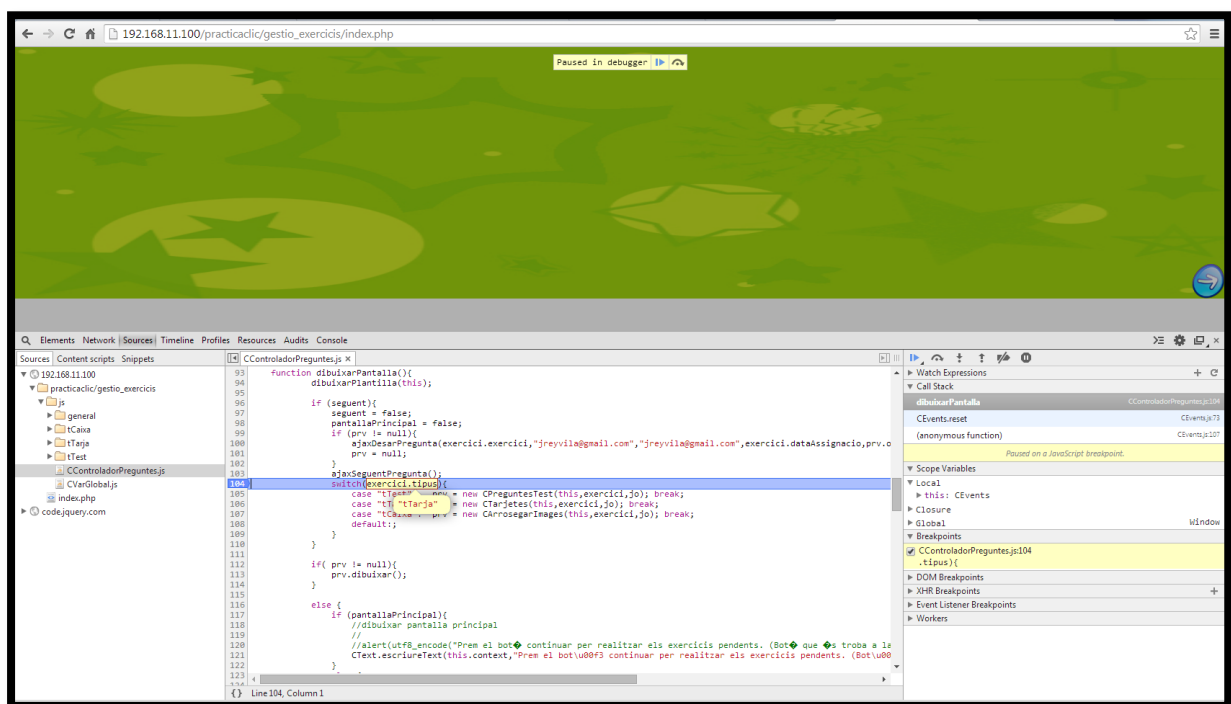 192.168.11.100/practicaclic/gestio_exercicis/index.php
Paused in debugger
Elements Network Sources Timeline Profiles Resources Audits Console
Sources Content scripts Snippets
192.168.11.100
practicaclic/gestio_exercicis
js
general
tCaixa
tTarja
tTest
CControladorPreguntes.js
CVarGlobal.js
index.php
code.jquery.com
CControladorPreguntes.js ×
93 function dibuixarPantalla(){
94 dibuixarPlantilla(this);
95
96 if (seguent){
97 seguent = false;
98 pantallaPrincipal = false;
99 if (prv != null){
100 ajaxDesarPregunta(exercici.exercici,"jreyvila@gmail.com","jreyvila@gmail.com",exercici.dataAssignacio,prv.o
101 prv = null;
102 }
103 ajaxSeguentPregunta();
104 switch(exercici.tipus){
105 case "tTest": prv = new CPreguntesTest(this,exercici,jo); break;
106 case "tT "tTarja" = new CTarjetes(this,exercici,jo); break;
107 case "tCaixa": prv = new CArrosegarImages(this,exercici,jo); break;
108 default:;
109 }
110 }
111
112 if( prv != null){
113 prv.dibuixar();
114 }
115
116 else {
117 if (pantallaPrincipal){
118 //dibuixar pantalla principal
119 //
120 //alert(utf8_encode("Prem el bot� continuar per realitzar els exercicis pendents. (Bot� que �s troba a la
121 CText.escriureText(this.context,"Prem el bot\u00f3 continuar per realitzar els exercicis pendents. (Bot\u00
122 }
123
{} Line 104, Column 1
Watch Expressions
Call Stack
dibuixarPantalla CControladorPreguntes.js:104
CEvents.reset CEvents.js:73
(anonymous function) CEvents.js:107
Paused on a JavaScript breakpoint.
Scope Variables
Local
this: CEvents
Closure
Global Window
Breakpoints
CControladorPreguntes.js:104
.tipus){
DOM Breakpoints
XHR Breakpoints
Event Listener Breakpoints
Workers